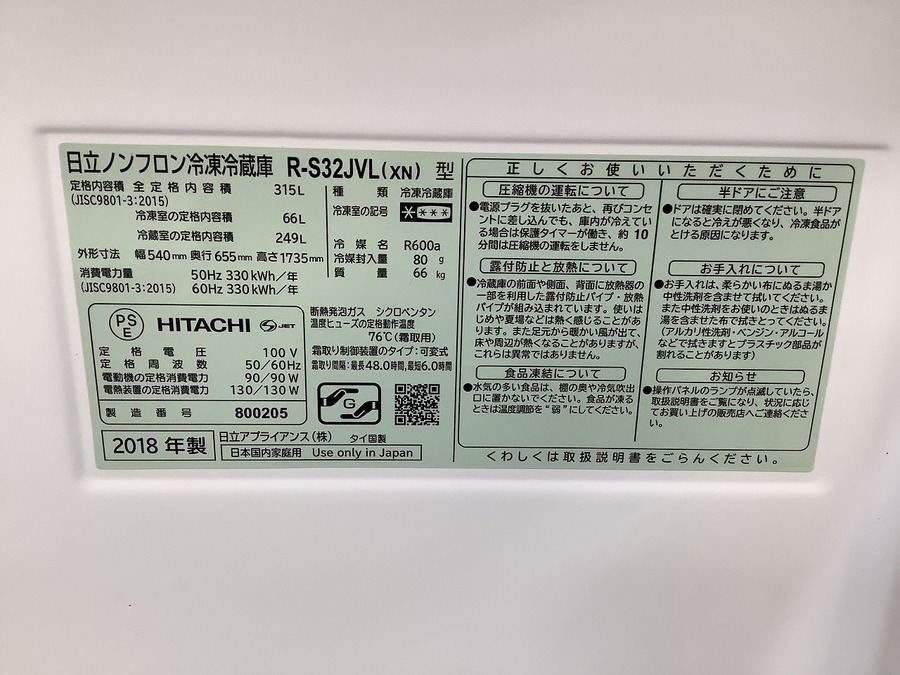 日立ノンフロン冷凍冷蔵庫 R-S32JVL(XN) 型
定格内容積 全定格内容積 315L
(JISC9801-3:2015)
冷凍室の定格内容積 66L
冷蔵室の定格内容積 249L
外形寸法 幅540mm 奥行655mm 高さ1735mm
消費電力量 50Hz 330kWh/年
(JISC9801-3:2015) 60Hz 330kWh/年
種類 冷凍冷蔵庫
冷凍室の記号 ****
冷媒 R600a
冷媒封入量 80g
質量 66kg
PS
E
HITACHI S JET
定格電圧 100V
定格周波数 50/60Hz
電動機の定格消費電力 90/90W
電熱装置の定格消費電力 130/130W
製造番号 800205
断熱発泡ガス シクロペンタン
温度ヒューズの定格動作温度
76℃(霜取用)
霜取り制御装置のタイプ:可変式
霜取り間隔:最長48.0時間,最短6.0時間
G
2018年製
日立アプライアンス(株) タイ国製
日本国内家庭用 Use only in Japan
正しくお使いいただくために
圧縮機の運転について
●電源プラグを抜いたあと、再びコンセ
ントに差し込んでも、庫内が冷えてい
る場合は保護タイマーが働き、約10
分間は圧縮機の運転をしません。
露付防止と放熱について
●冷蔵庫の前面や側面、背面に放熱器の
一部を利用した露付防止パイプ・放熱
パイプが組み込まれています。使いは
じめや夏場などは熱く感じることがあ
ります。また足元から暖かい風が出て、
床や周辺が熱くなることがありますが、
これらは異常ではありません。
食品凍結について
●水気の多い食品は、棚の奥や冷気吹出
口に置かないでください。食品が凍る
ときは温度調節を“弱”にしてください。
半ドアにご注意
●ドアは確実に閉めてください。半ドア
になると冷えが悪くなり、冷凍食品が
とける原因になります。
お手入れについて
●お手入れは、柔らかい布にぬるま湯か
中性洗剤を含ませて拭いてください。
また中性洗剤をお使いのときはぬるま
湯を含ませた布で拭きとってください。
(アルカリ性洗剤・ベンジン・アルコール
などで拭きますとプラスチック部品が
割れることがあります)
お知らせ
●操作パネルのランプが点滅していたら、
取扱説明書をご覧になり、状況に応じ
てお買い上げの販売店へご連絡くださ
い。
くわしくは取扱説明書をごらんください。